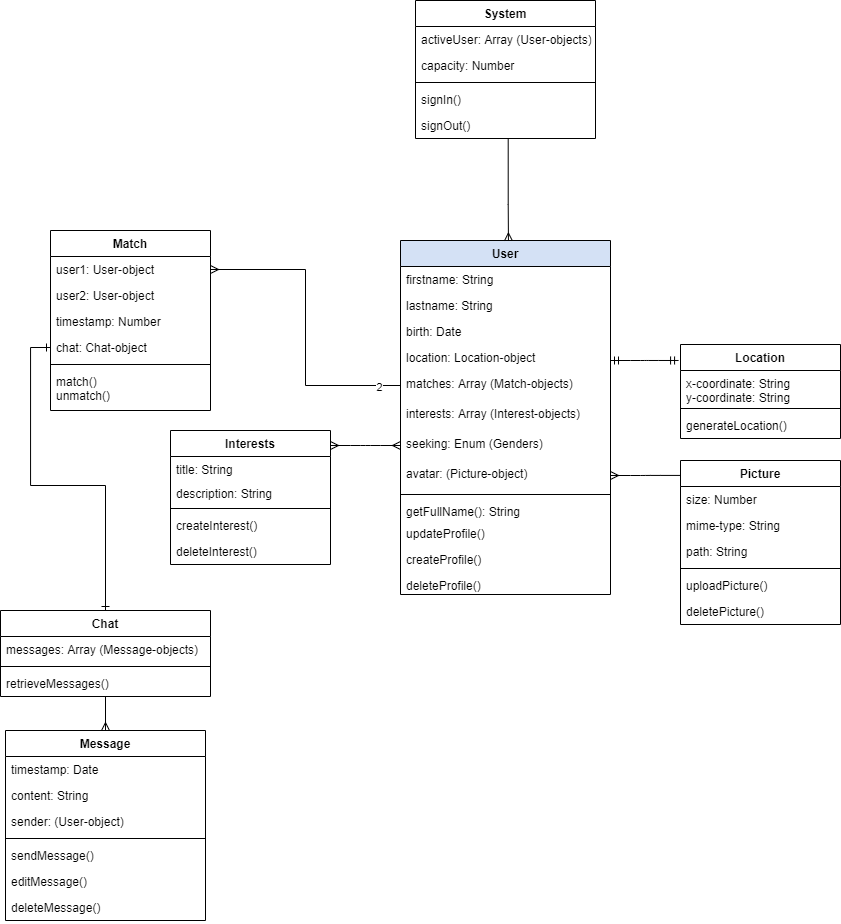 System
activeUser: Array (User-objects)
capacity: Number
signIn()
signOut()
Match
user1: User-object
user2: User-object
timestamp: Number
chat: Chat-object
match()
unmatch()
User
firstname: String
lastname: String
birth: Date
location: Location-object
matches: Array (Match-objects)
interests: Array (Interest-objects)
seeking: Enum (Genders)
avatar: (Picture-object)
getFullName(): String
updateProfile()
createProfile()
deleteProfile()
2
Location
x-coordinate: String
y-coordinate: String
generateLocation()
Interests
title: String
description: String
createInterest()
deleteInterest()
Picture
size: Number
mime-type: String
path: String
uploadPicture()
deletePicture()
Chat
messages: Array (Message-objects)
retrieveMessages()
Message
timestamp: Date
content: String
sender: (User-object)
sendMessage()
editMessage()
deleteMessage()